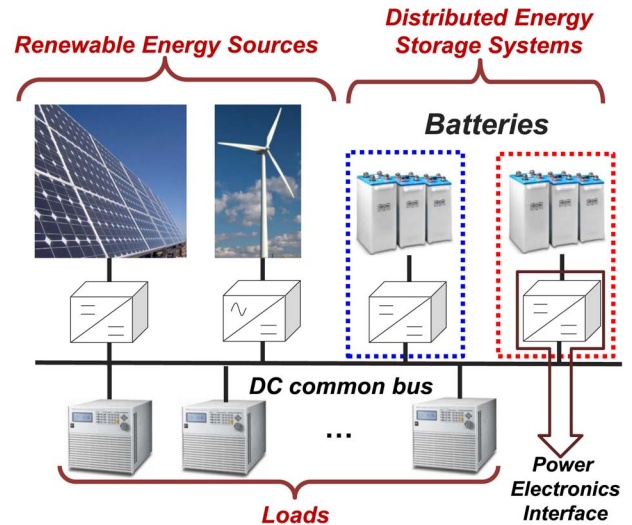 Renewable Energy Sources
Distributed Energy
Storage Systems
Batteries
DC common bus
...
Loads
Power
Electronics
Interface